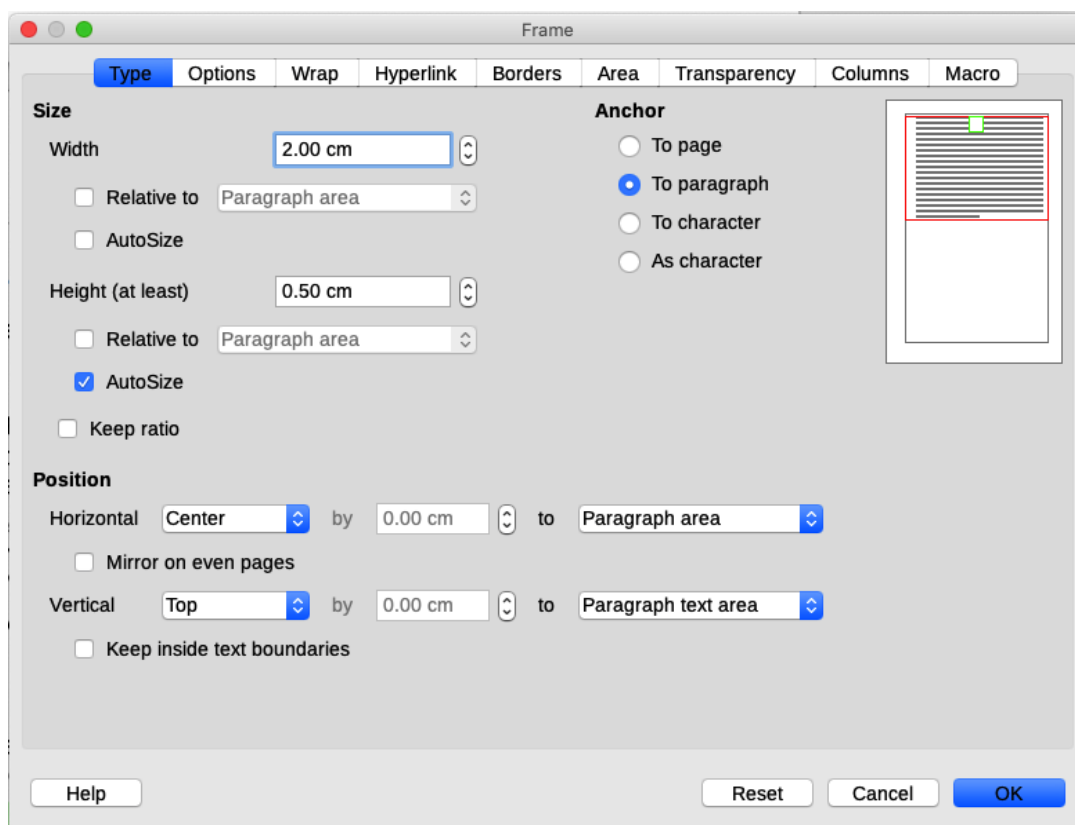 Frame
Type Options Wrap Hyperlink Borders Area Transparency Columns Macro
Size
Width 2.00 cm
Relative to Paragraph area
AutoSize
Height (at least) 0.50 cm
Relative to Paragraph area
AutoSize
Keep ratio
Anchor
To page
To paragraph
To character
As character
Position
Horizontal Center by 0.00 cm to Paragraph area
Mirror on even pages
Vertical Top by 0.00 cm to Paragraph text area
Keep inside text boundaries
Help Reset Cancel OK